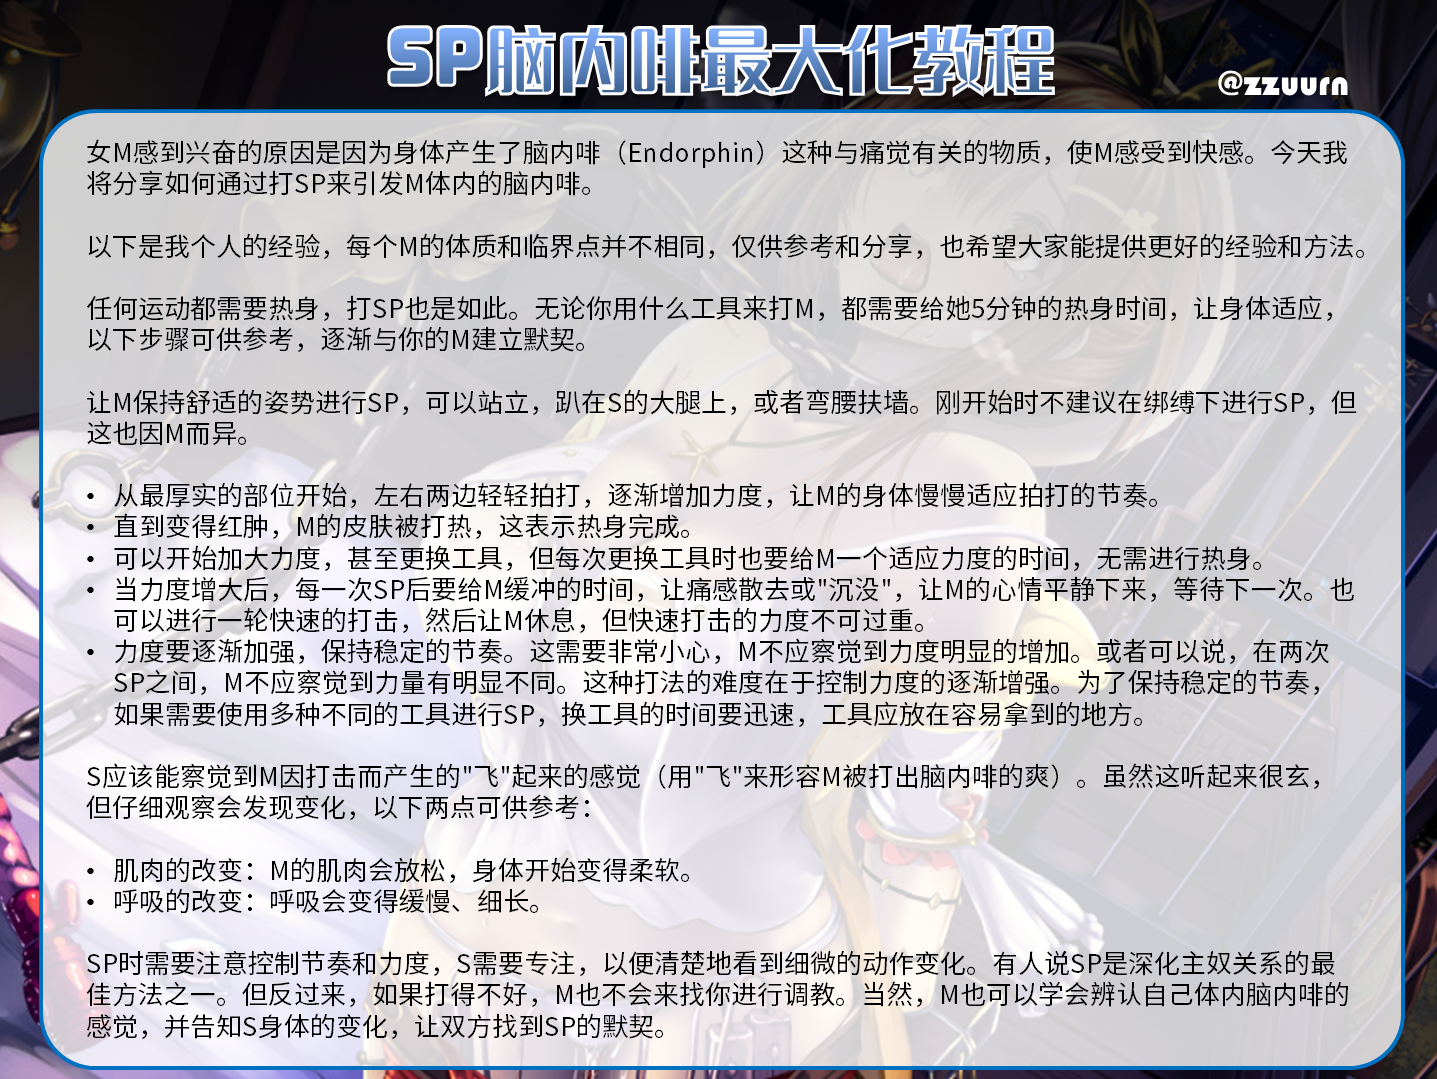 SP脑内啡最大化教程
@zzuurn
女M感到兴奋的原因是因为身体产生了脑内啡（Endorphin）这种与痛觉有关的物质，使M感受到快感。今天我
将分享如何通过打SP来引发M体内的脑内啡。
以下是我个人的经验，每个M的体质和临界点并不相同，仅供参考和分享，也希望大家能提供更好的经验和方法。
任何运动都需要热身，打SP也是如此。无论你用什么工具来打M，都需要给她5分钟的热身时间，让身体适应，
以下步骤可供参考，逐渐与你的M建立默契。
让M保持舒适的姿势进行SP，可以站立，趴在S的大腿上，或者弯腰扶墙。刚开始时不建议在绑缚下进行SP，但
这也因M而异。
• 从最厚实的部位开始，左右两边轻轻拍打，逐渐增加力度，让M的身体慢慢适应拍打的节奏。
• 直到变得红肿，M的皮肤被打热，这表示热身完成。
• 可以开始加大力度，甚至更换工具，但每次更换工具时也要给M一个适应力度的时间，无需进行热身。
• 当力度增大后，每一次SP后要给M缓冲的时间，让痛感散去或"沉没"，让M的心情平静下来，等待下一次。也
可以进行一轮快速的打击，然后让M休息，但快速打击的力度不可过重。
• 力度要逐渐加强，保持稳定的节奏。这需要非常小心，M不应察觉到力度明显的增加。或者可以说，在两次
SP之间，M不应察觉到力量有明显不同。这种打法的难度在于控制力度的逐渐增强。为了保持稳定的节奏，
如果需要使用多种不同的工具进行SP，换工具的时间要迅速，工具应放在容易拿到的地方。
S应该能察觉到M因打击而产生的"飞"起来的感觉（用"飞"来形容M被打出脑内啡的爽）。虽然这听起来很玄，
但仔细观察会发现变化，以下两点可供参考：
• 肌肉的改变：M的肌肉会放松，身体开始变得柔软。
• 呼吸的改变：呼吸会变得缓慢、细长。
SP时需要注意控制节奏和力度，S需要专注，以便清楚地看到细微的动作变化。有人说SP是深化主奴关系的最
佳方法之一。但反过来，如果打得不好，M也不会来找你进行调教。当然，M也可以学会辨认自己体内脑内啡的
感觉，并告知S身体的变化，让双方找到SP的默契。